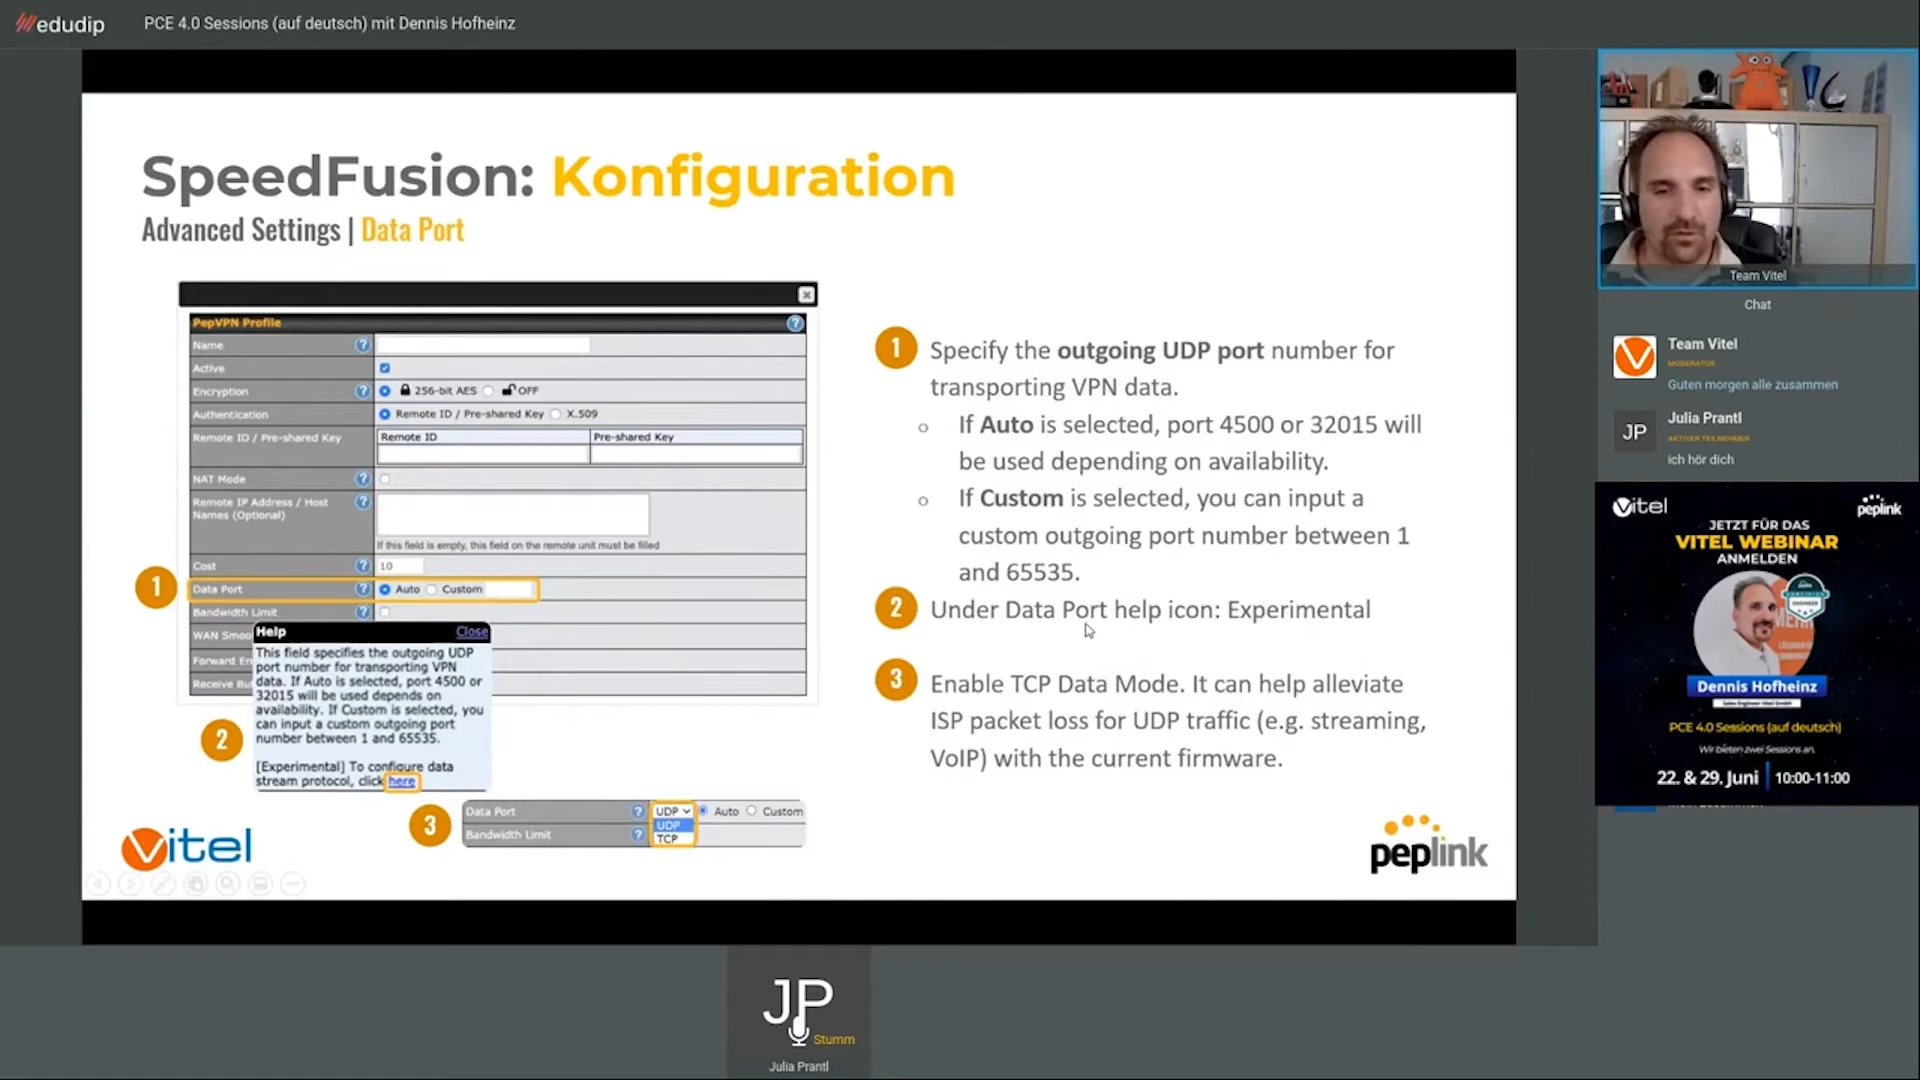 edudip
PCE 4.0 Sessions (auf deutsch) mit Dennis Hofheinz
SpeedFusion: Konfiguration
Advanced Settings | Data Port
PepVPN Profile
Name
Active
Encryption
256-bit AES
OFF
Authentication
Remote ID / Pre-shared Key
X.509
Remote ID / Pre-shared Key
Remote ID
Pre-shared Key
NAT Mode
Remote IP Address / Host
Names (Optional)
If this field is empty, this field on the remote unit must be filled
Cost
10
1
Data Port
Auto
Custom
Bandwidth Limit
WAN Smoo
Forward Er
Receive Bu
Help
Close
This field specifies the outgoing UDP
port number for transporting VPN
data. If Auto is selected, port 4500 or
32015 will be used depends on
availability. If Custom is selected, you
can input a custom outgoing port
number between 1 and 65535.
2
[Experimental] To configure data
stream protocol, click here
3
Data Port
UDP
Auto
Custom
Bandwidth Limit
UDP
TCP
1
Specify the outgoing UDP port number for
transporting VPN data.
If Auto is selected, port 4500 or 32015 will
be used depending on availability.
If Custom is selected, you can input a
custom outgoing port number between 1
and 65535.
2
Under Data Port help icon: Experimental
3
Enable TCP Data Mode. It can help alleviate
ISP packet loss for UDP traffic (e.g. streaming,
VoIP) with the current firmware.
Vitel
peplink
Team Vitel
Chat
Team Vitel
MODERATOR
Guten morgen alle zusammen
JP
Julia Prantl
AKTIVER TEILNEHMER
ich hör dich
Vitel
peplink
JETZT FÜR DAS
VITEL WEBINAR
ANMELDEN
Dennis Hofheinz
Sales Engineer Vitel GmbH
PCE 4.0 Sessions (auf deutsch)
Wir bieten zwei Sessions an.
22. & 29. Juni
10:00-11:00
JP
Stumm
Julia Prantl